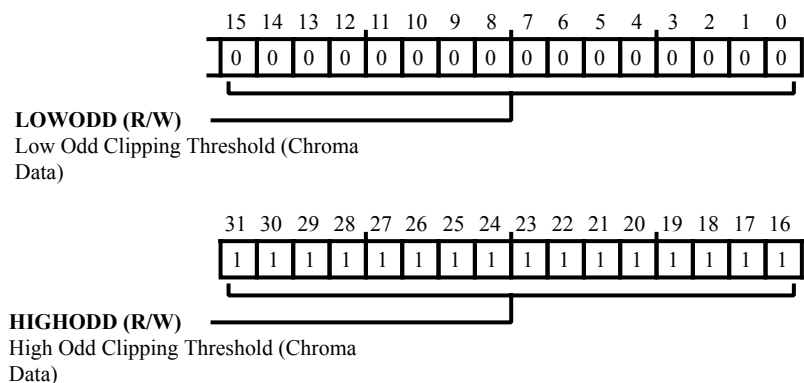 15 14 13 12 11 10 9 8 7 6 5 4 3 2 1 0
0 0 0 0 0 0 0 0 0 0 0 0 0 0 0 0
LOWODD (R/W)
Low Odd Clipping Threshold (Chroma
Data)
31 30 29 28 27 26 25 24 23 22 21 20 19 18 17 16
1 1 1 1 1 1 1 1 1 1 1 1 1 1 1 1
HIGHODD (R/W)
High Odd Clipping Threshold (Chroma
Data)